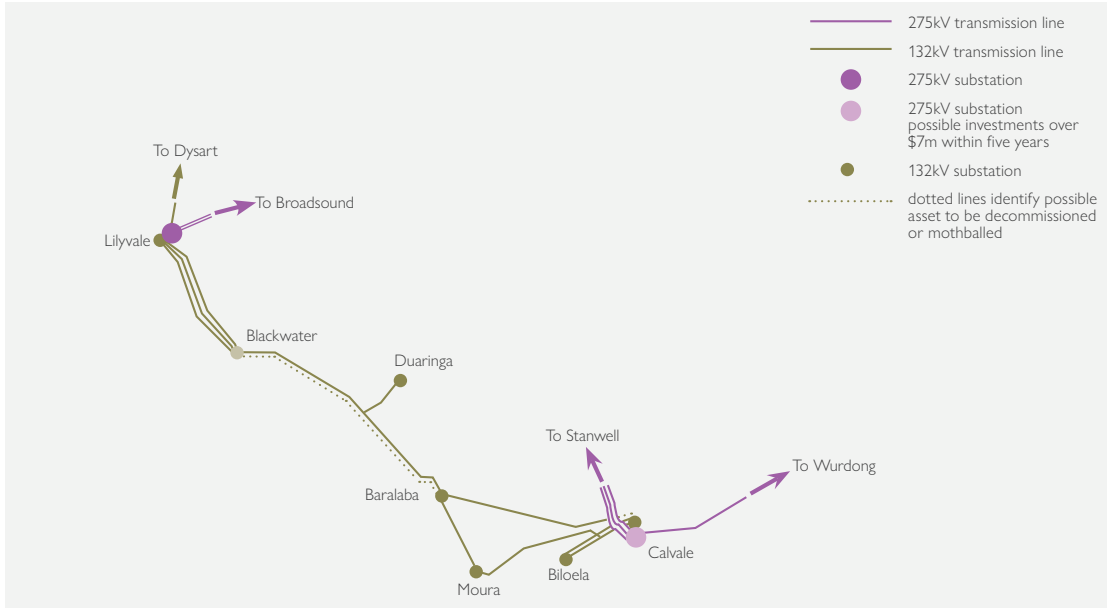 275kV transmission line
132kV transmission line
275kV substation
275kV substation
possible investments over
$7m within five years
132kV substation
dotted lines identify possible
asset to be decommissioned
or mothballed
To Dysart
To Broadsound
Lilyvale
Blackwater
Duaringa
To Stanwell
To Wurdong
Baralaba
Calvale
Biloela
Moura